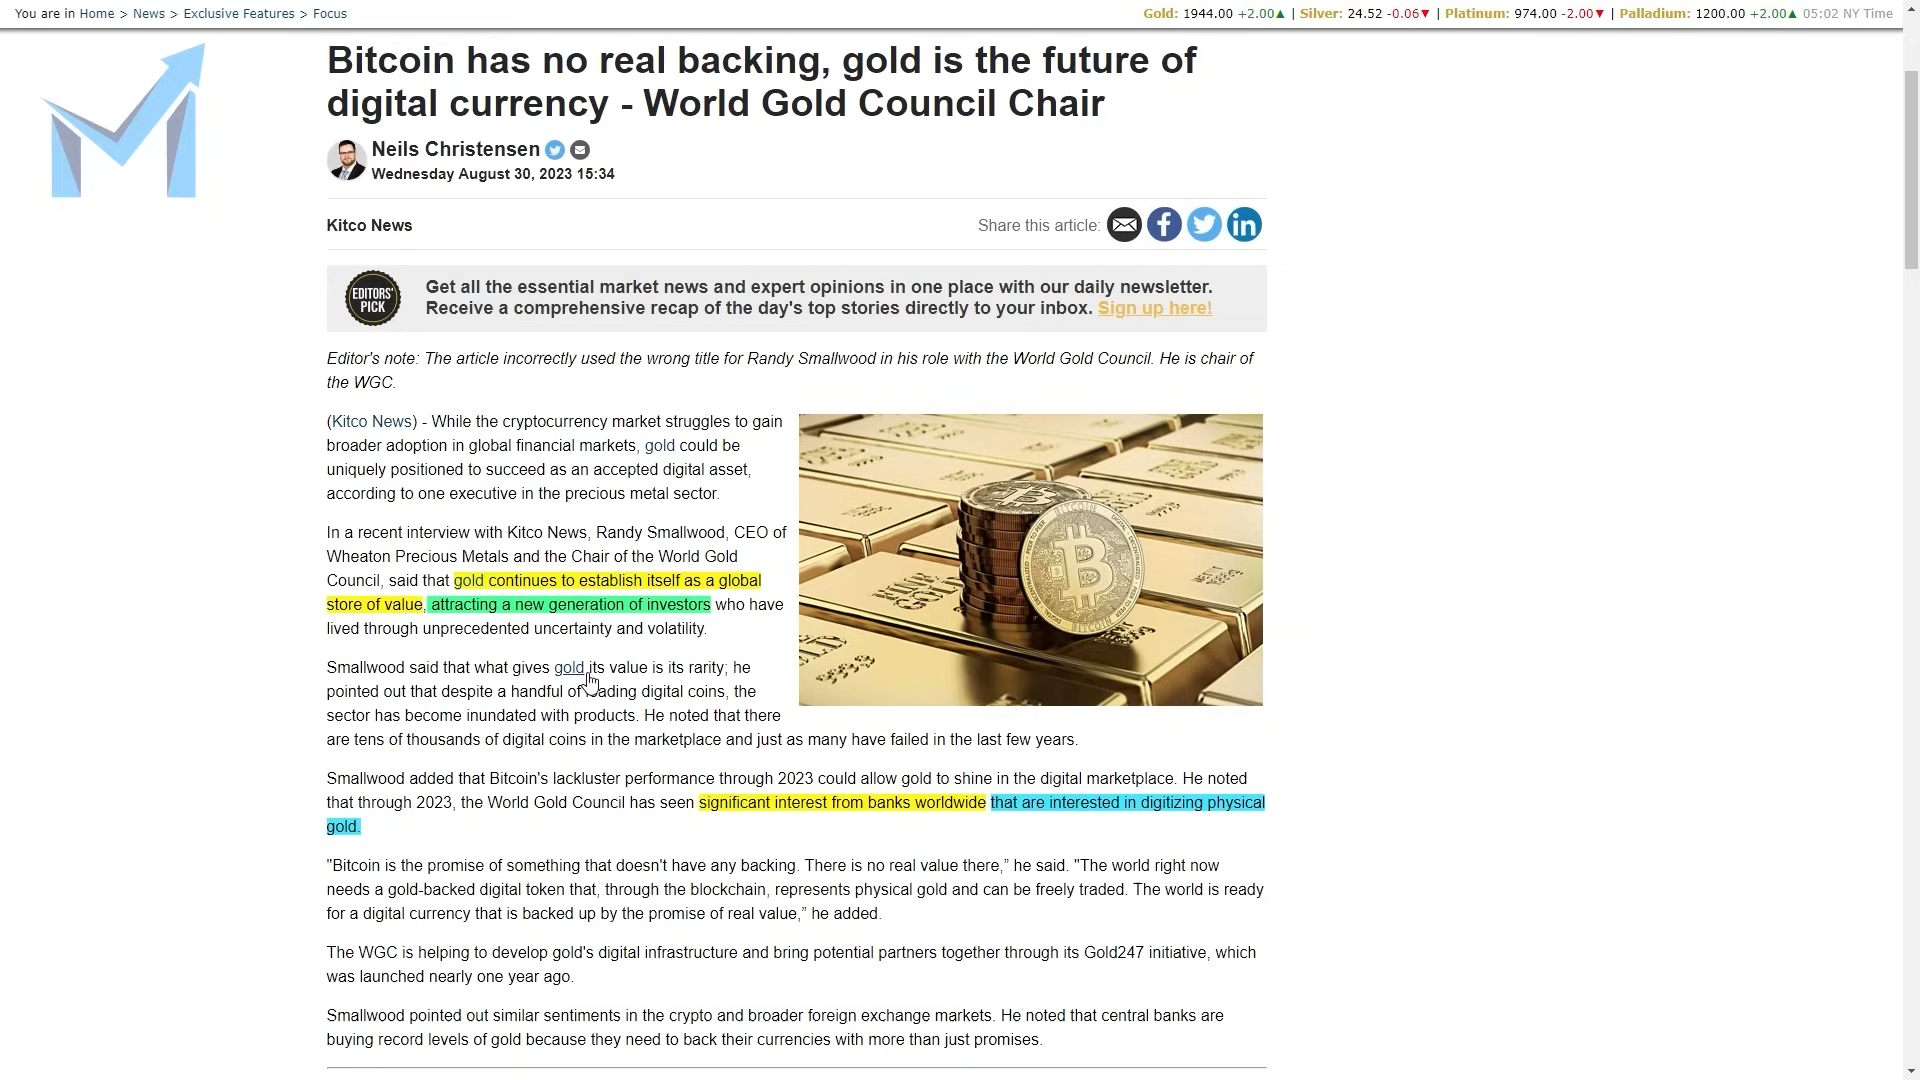 You are in Home > News > Exclusive Features > Focus
Gold: 1944.00 +2.00▲ | Silver: 24.52 -0.06▼ | Platinum: 974.00 -2.00▼ | Palladium: 1200.00 +2.00▲ 05:02 NY Time
Bitcoin has no real backing, gold is the future of
digital currency - World Gold Council Chair
Neils Christensen
Wednesday August 30, 2023 15:34
Kitco News
Share this article:
EDITORS'
PICK
Get all the essential market news and expert opinions in one place with our daily newsletter.
Receive a comprehensive recap of the day's top stories directly to your inbox. Sign up here!
Editor's note: The article incorrectly used the wrong title for Randy Smallwood in his role with the World Gold Council. He is chair of
the WGC.
(Kitco News) - While the cryptocurrency market struggles to gain
broader adoption in global financial markets, gold could be
uniquely positioned to succeed as an accepted digital asset,
according to one executive in the precious metal sector.
In a recent interview with Kitco News, Randy Smallwood, CEO of
Wheaton Precious Metals and the Chair of the World Gold
Council, said that gold continues to establish itself as a global
store of value, attracting a new generation of investors who have
lived through unprecedented uncertainty and volatility.
Smallwood said that what gives gold its value is its rarity; he
pointed out that despite a handful of leading digital coins, the
sector has become inundated with products. He noted that there
are tens of thousands of digital coins in the marketplace and just as many have failed in the last few years.
Smallwood added that Bitcoin's lackluster performance through 2023 could allow gold to shine in the digital marketplace. He noted
that through 2023, the World Gold Council has seen significant interest from banks worldwide that are interested in digitizing physical
gold.
"Bitcoin is the promise of something that doesn't have any backing. There is no real value there,” he said. "The world right now
needs a gold-backed digital token that, through the blockchain, represents physical gold and can be freely traded. The world is ready
for a digital currency that is backed up by the promise of real value,” he added.
The WGC is helping to develop gold's digital infrastructure and bring potential partners together through its Gold247 initiative, which
was launched nearly one year ago.
Smallwood pointed out similar sentiments in the crypto and broader foreign exchange markets. He noted that central banks are
buying record levels of gold because they need to back their currencies with more than just promises.